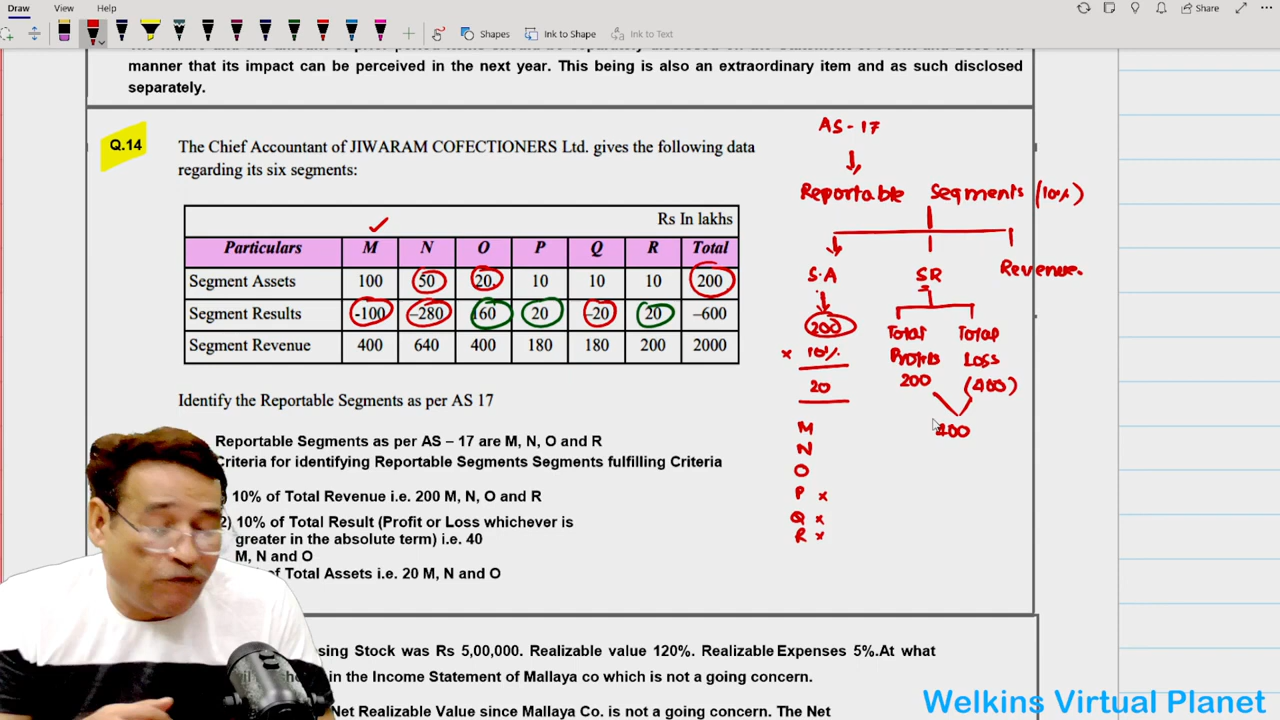 Draw View Help
Share
Shapes Ink to Shape Ink to Text
manner that its impact can be perceived in the next year. This being is also an extraordinary item and as such disclosed
separately.
Q.14
The Chief Accountant of JIWARAM COFECTIONERS Ltd. gives the following data
regarding its six segments:
Rs In lakhs
Particulars M N O P Q R Total
Segment Assets 100 50 20 10 10 10 200
Segment Results -100 –280 160 20 –20 20 –600
Segment Revenue 400 640 400 180 180 200 2000
Identify the Reportable Segments as per AS 17
Reportable Segments as per AS – 17 are M, N, O and R
Criteria for identifying Reportable Segments Segments fulfilling Criteria
) 10% of Total Revenue i.e. 200 M, N, O and R
2) 10% of Total Result (Profit or Loss whichever is
greater in the absolute term) i.e. 40
M, N and O
of Total Assets i.e. 20 M, N and O
AS-17
Reportable Segments (10%)
S.A SR Revenue.
200
x 10%
20
Total Profits 200
Total Loss (400)
400
M
N
O
P x
Q x
R x
sing Stock was Rs 5,00,000. Realizable value 120%. Realizable Expenses 5%.At what
in the Income Statement of Mallaya co which is not a going concern.
Net Realizable Value since Mallaya Co. is not a going concern. The Net
Welkins Virtual Planet